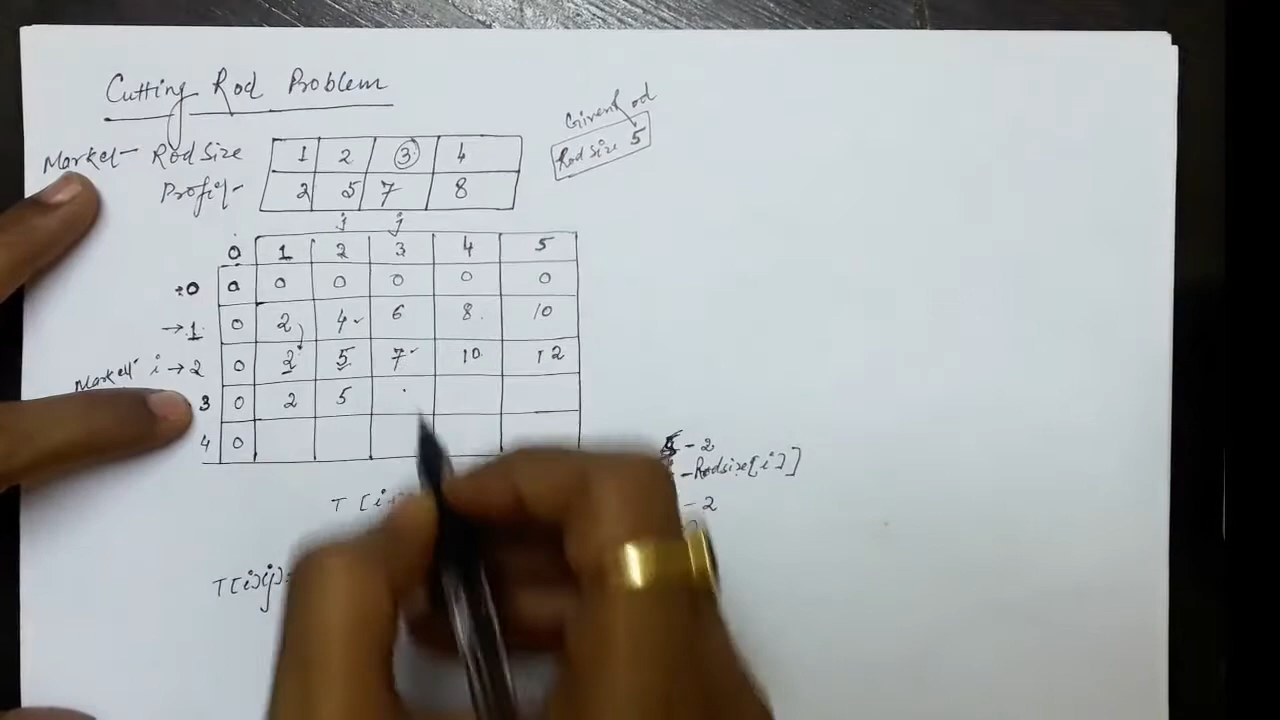 Cutting Rod Problem
Given Rod
Rod size 5
Market - Rod Size 1 2 3 4
Profit - 2 5 7 8
j j
0 1 2 3 4 5
→0 0 0 0 0 0 0
→1 0 2 4 6 8 10
Market i → 2 0 2 5 7 10 12
3 0 2 5
4 0
- 2
- Rodsize[i]
T [i
- 2
T[i][j] =